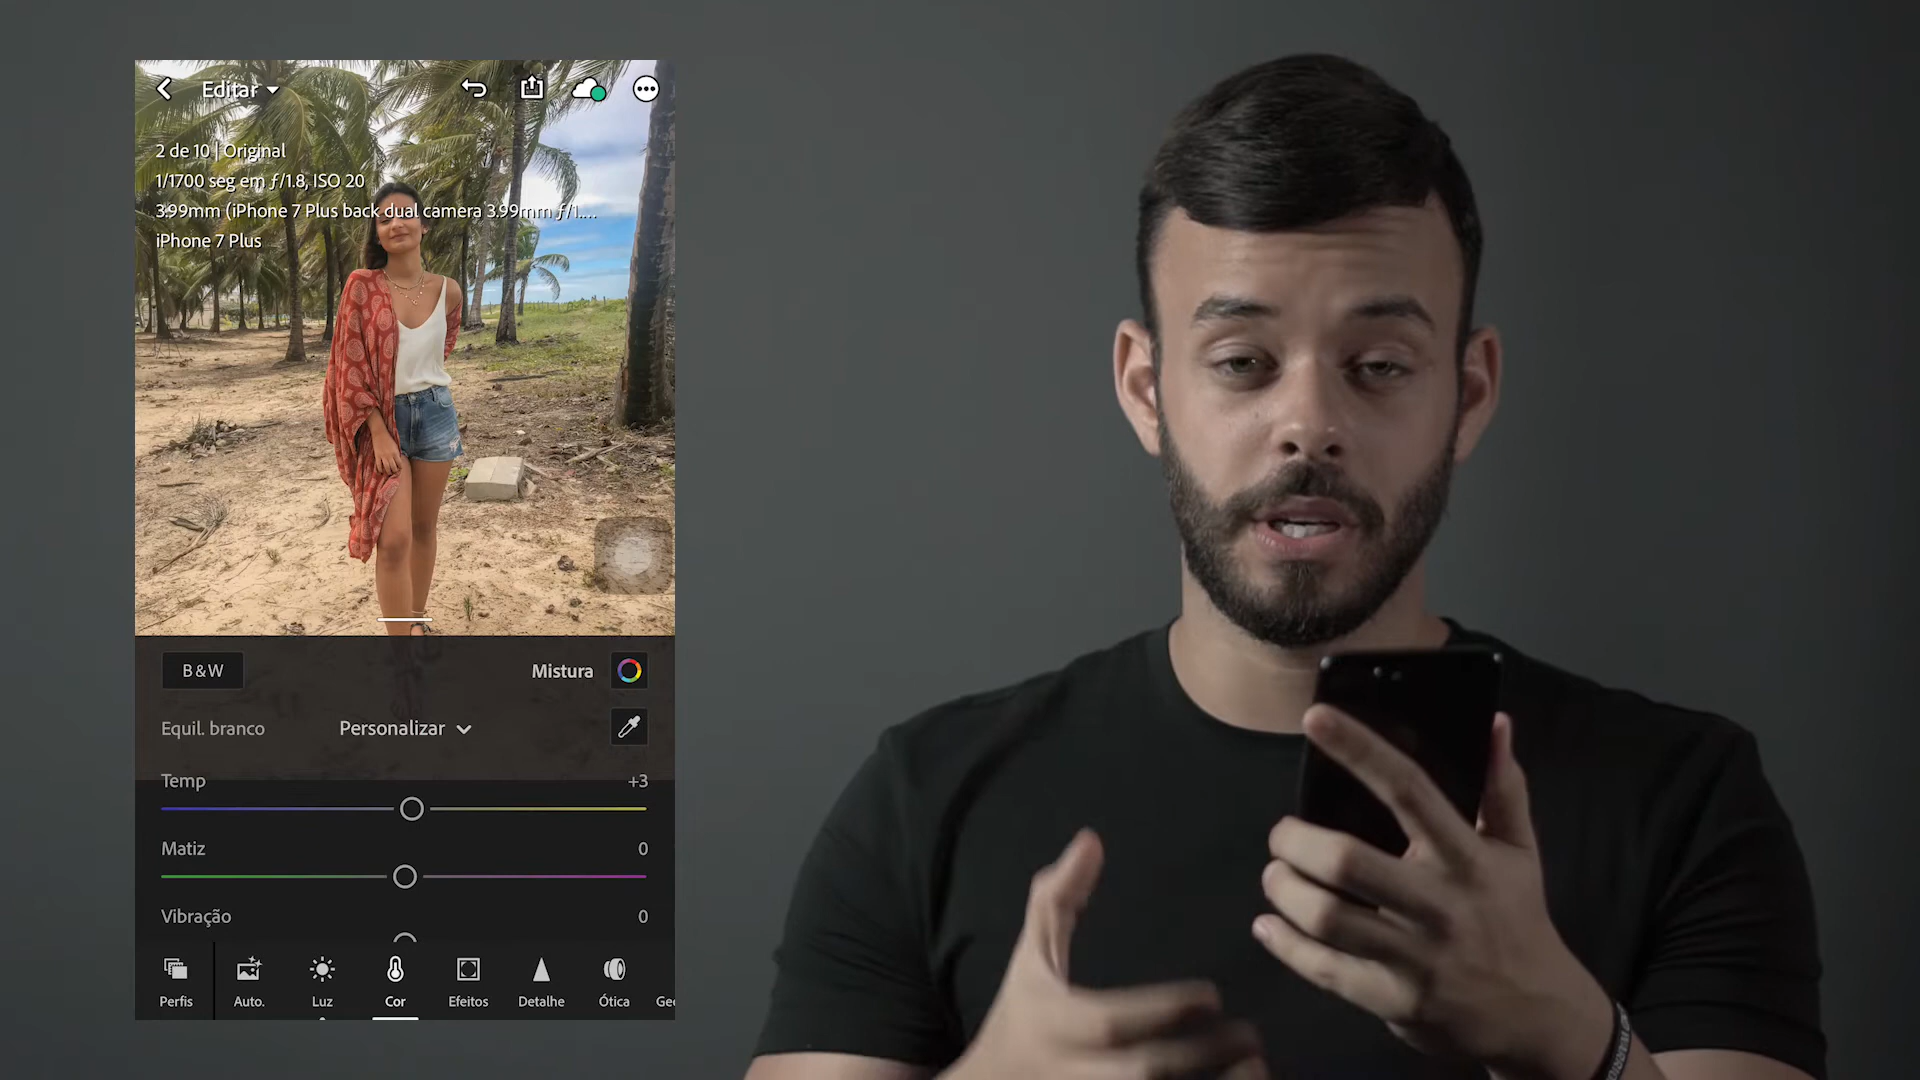 Editar
2 de 10 | Original
1/1700 seg em ƒ/1.8, ISO 20
3.99mm (iPhone 7 Plus back dual camera 3.99mm ƒ/1....
iPhone 7 Plus
B&W
Mistura
Equil. branco
Personalizar
Temp
+3
Matiz
0
Vibração
0
Perfis
Auto.
Luz
Cor
Efeitos
Detalhe
Ótica